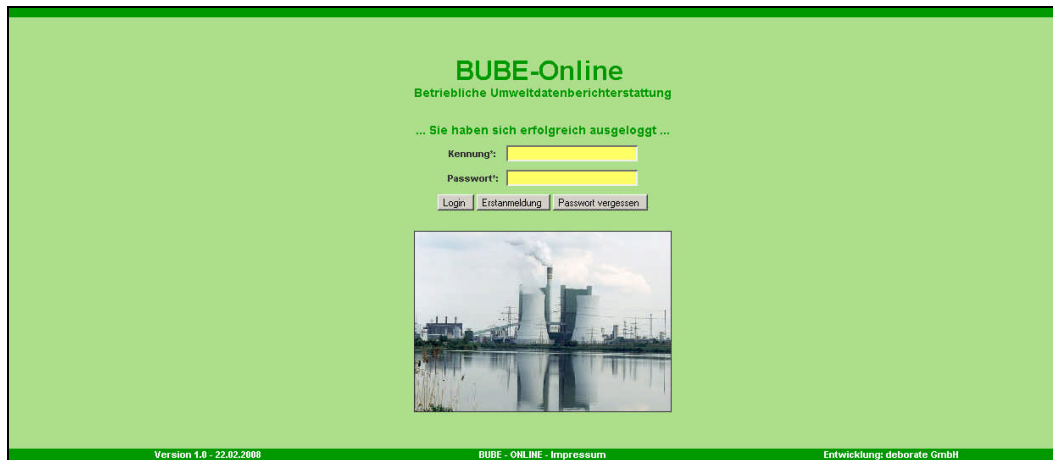 BUBE-Online
Betriebliche Umweltdatenberichterstattung
... Sie haben sich erfolgreich ausgeloggt ...
Kennung*:
Passwort*:
Login Erstanmeldung Passwort vergessen
Version 1.0 - 22.02.2008 BUBE - ONLINE - Impressum Entwicklung: deborate GmbH